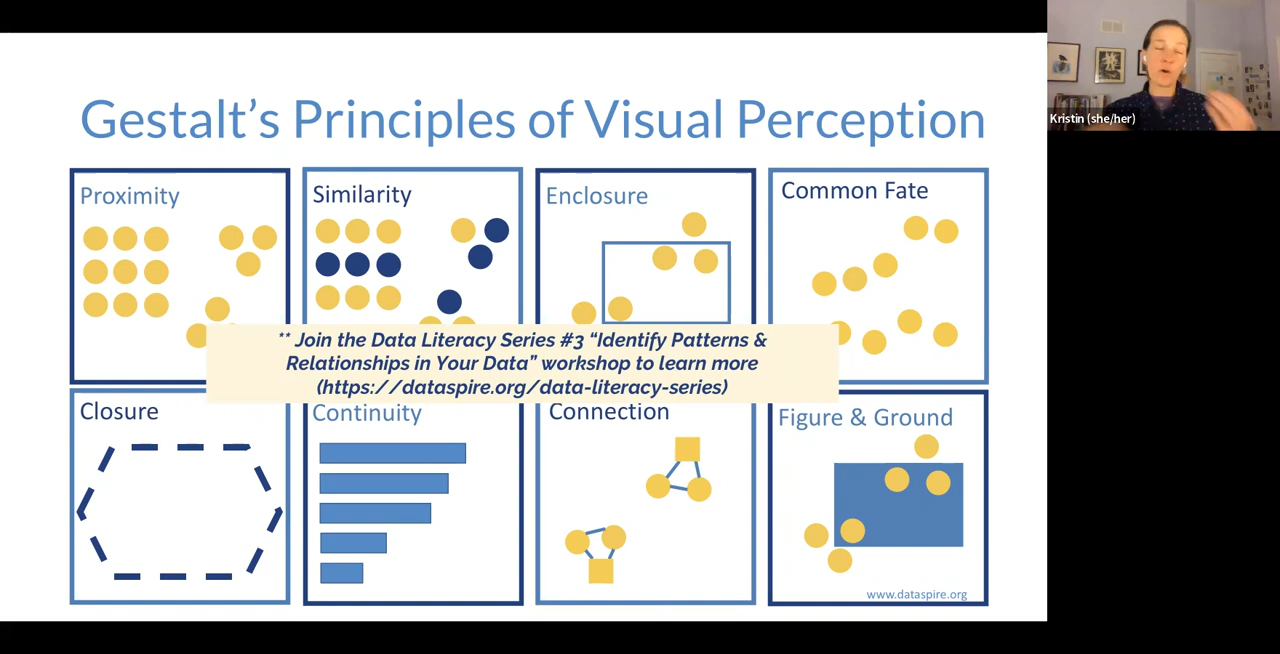 Gestalt's Principles of Visual Perception
Kristin (she/her)
Proximity
Similarity
Enclosure
Common Fate
** Join the Data Literacy Series #3 “Identify Patterns &
Relationships in Your Data” workshop to learn more
(https://dataspire.org/data-literacy-series)
Closure
Continuity
Connection
Figure & Ground
www.dataspire.org